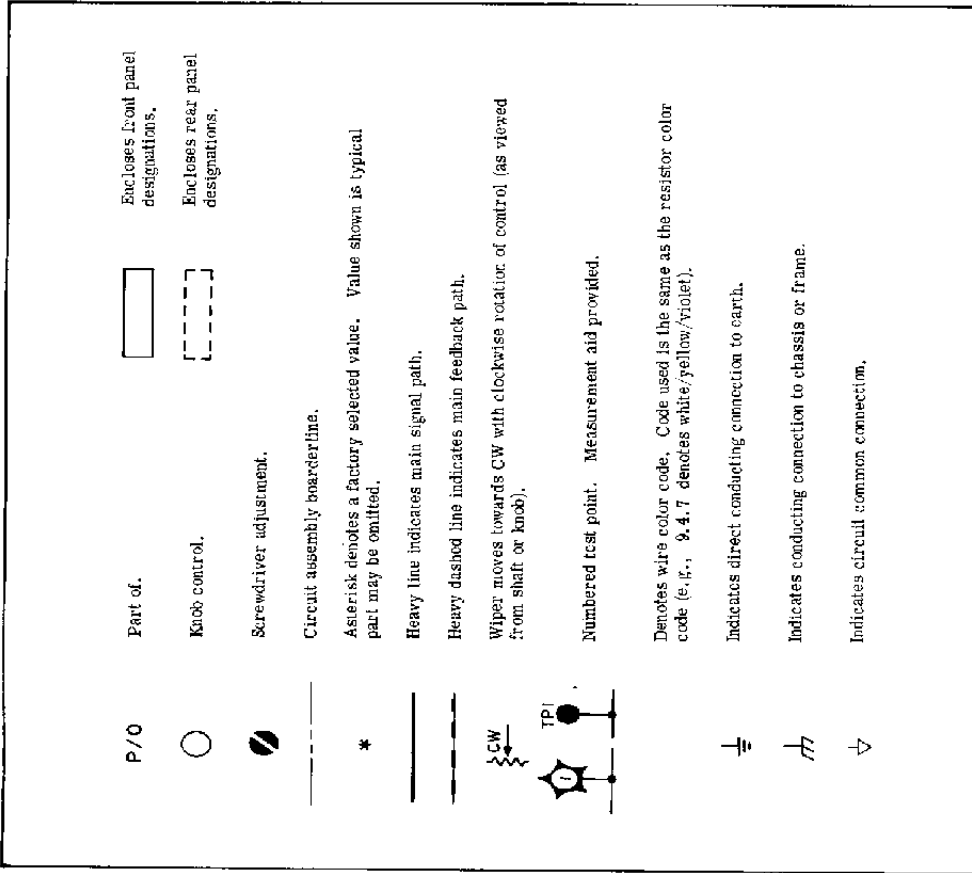 P/O
Part of.
Encloses front panel
designations.
Knob control.
Encloses rear panel
designations.
Screwdriver adjustment.
Circuit assembly boarderline.
*
Asterisk denotes a factory selected value. Value shown is typical
part may be omitted.
Heavy line indicates main signal path.
Heavy dashed line indicates main feedback path.
CW
Wiper moves towards CW with clockwise rotation of control (as viewed
from shaft or knob).
1
TP1
Numbered test point. Measurement aid provided.
Denotes wire color code. Code used is the same as the resistor color
code (e.g., 9.4.7 denotes white/yellow/violet).
Indicates direct conducting connection to earth.
Indicates conducting connection to chassis or frame.
Indicates circuit common connection.